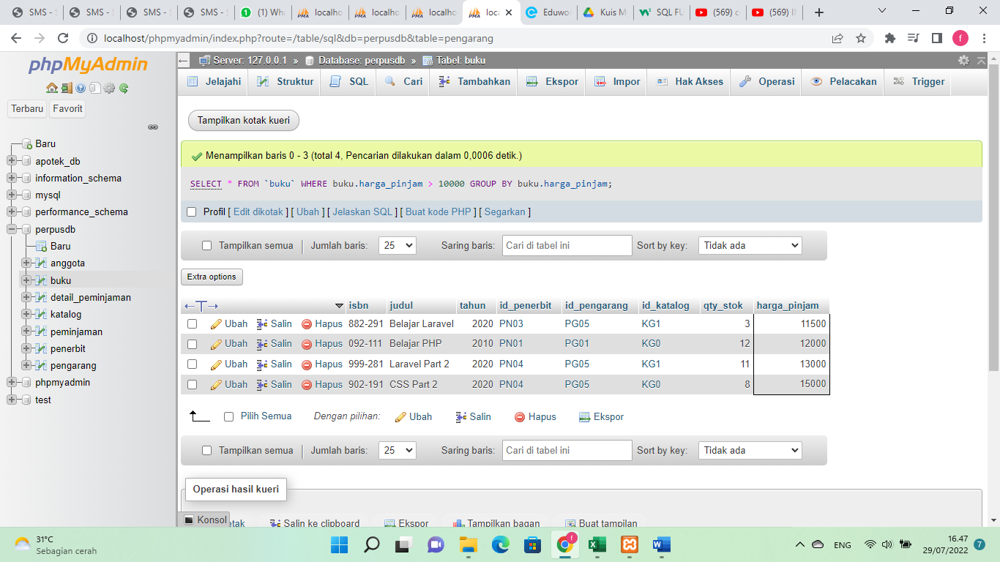 SMS - SMS - SMS - SMS - (1) Wha localho localho localho loca Eduwo Kuis M SQL FU (569) c (569) II
localhost/phpmyadmin/index.php?route=/table/sql&db=perpusdb&table=pengarang f
phpMyAdmin
Terbaru Favorit
Baru
apotek_db
information_schema
mysql
performance_schema
perpusdb
Baru
anggota
buku
detail_peminjaman
katalog
peminjaman
penerbit
pengarang
phpmyadmin
test
Server: 127.0.0.1 » Database: perpusdb » Tabel: buku
Jelajahi Struktur SQL Cari Tambahkan Ekspor Impor Hak Akses Operasi Pelacakan Trigger
Tampilkan kotak kueri
Menampilkan baris 0 - 3 (total 4, Pencarian dilakukan dalam 0,0006 detik.)
SELECT * FROM `buku` WHERE buku.harga_pinjam > 10000 GROUP BY buku.harga_pinjam;
Profil [ Edit dikotak ] [ Ubah ] [ Jelaskan SQL ] [ Buat kode PHP ] [ Segarkan ]
Tampilkan semua Jumlah baris: 25 Saring baris: Cari di tabel ini Sort by key: Tidak ada
Extra options
←T→ isbn judul tahun id_penerbit id_pengarang id_katalog qty_stok harga_pinjam
Ubah Salin Hapus 882-291 Belajar Laravel 2020 PN03 PG05 KG1 3 11500
Ubah Salin Hapus 092-111 Belajar PHP 2010 PN01 PG01 KG0 12 12000
Ubah Salin Hapus 999-281 Laravel Part 2 2020 PN04 PG05 KG1 11 13000
Ubah Salin Hapus 902-191 CSS Part 2 2020 PN04 PG05 KG0 8 15000
Pilih Semua Dengan pilihan: Ubah Salin Hapus Ekspor
Tampilkan semua Jumlah baris: 25 Saring baris: Cari di tabel ini Sort by key: Tidak ada
Operasi hasil kueri
Konsol etak Salin ke clipboard Ekspor Tampilkan bagan Buat tampilan
31°C
Sebagian cerah
f
ENG
16.47
29/07/2022 7